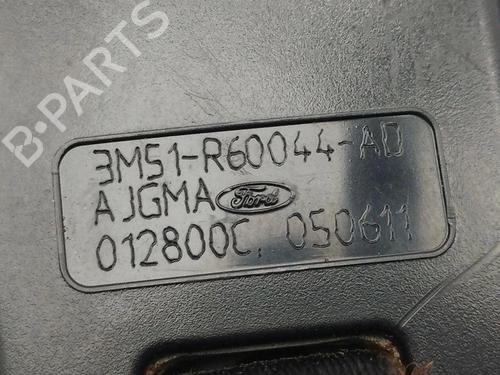 B-PARTS
3M51-R60044-AD
AJGMA Ford
012800C, 050611